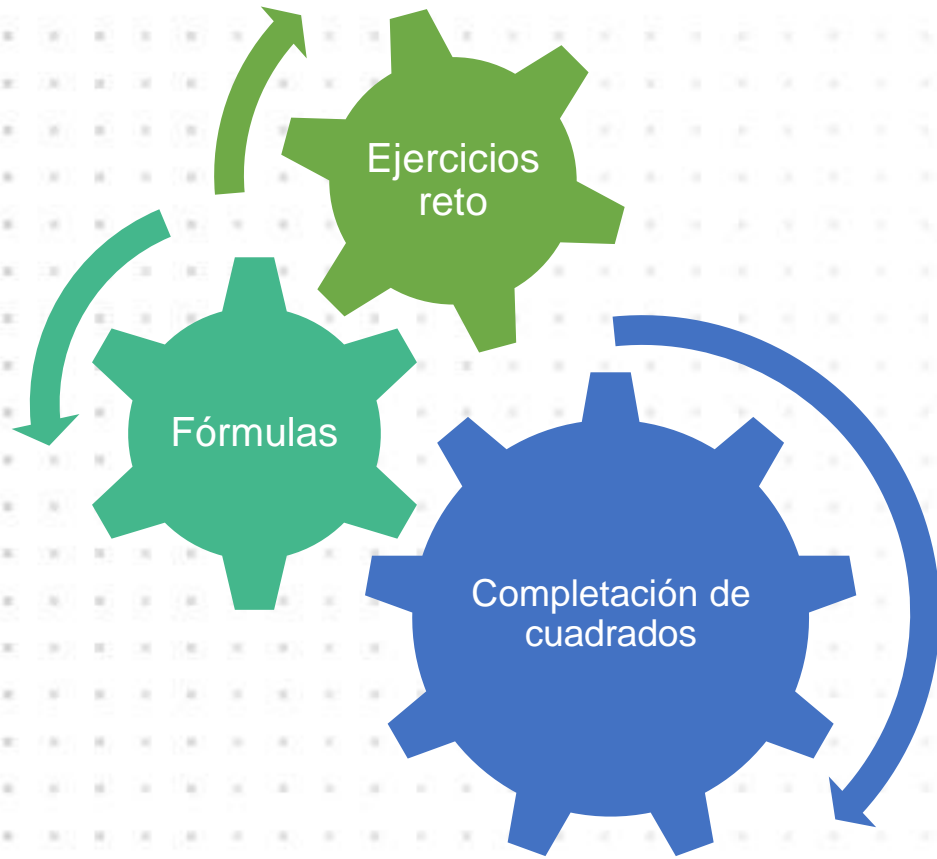 Ejercicios
reto
Fórmulas
Completación de
cuadrados